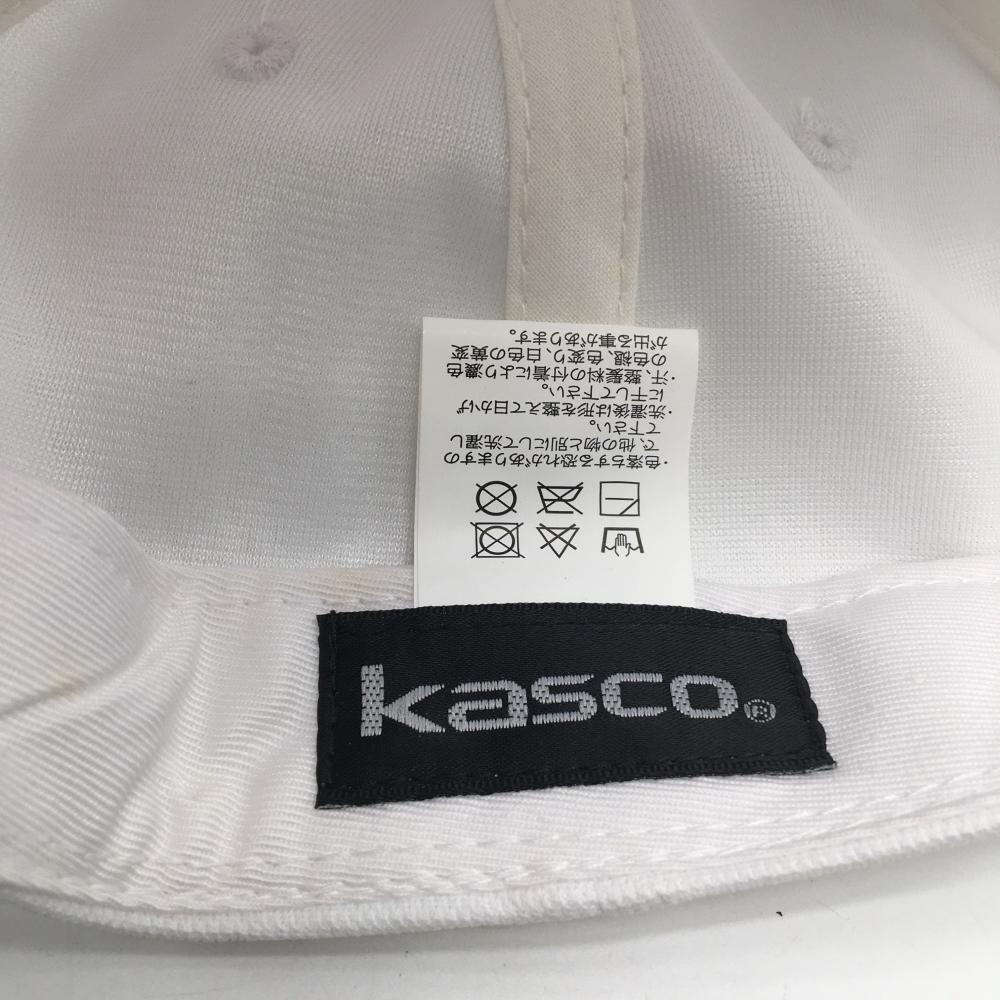 ・色落ちする恐れがありますの
で、他の物と別にして洗濯し
て下さい。
・洗濯後は形を整えて日かげ
に干して下さい。
・汗、整髪料の付着により濃色
の色褪、色変り、白色の黄変
が出る事があります。
kasco®